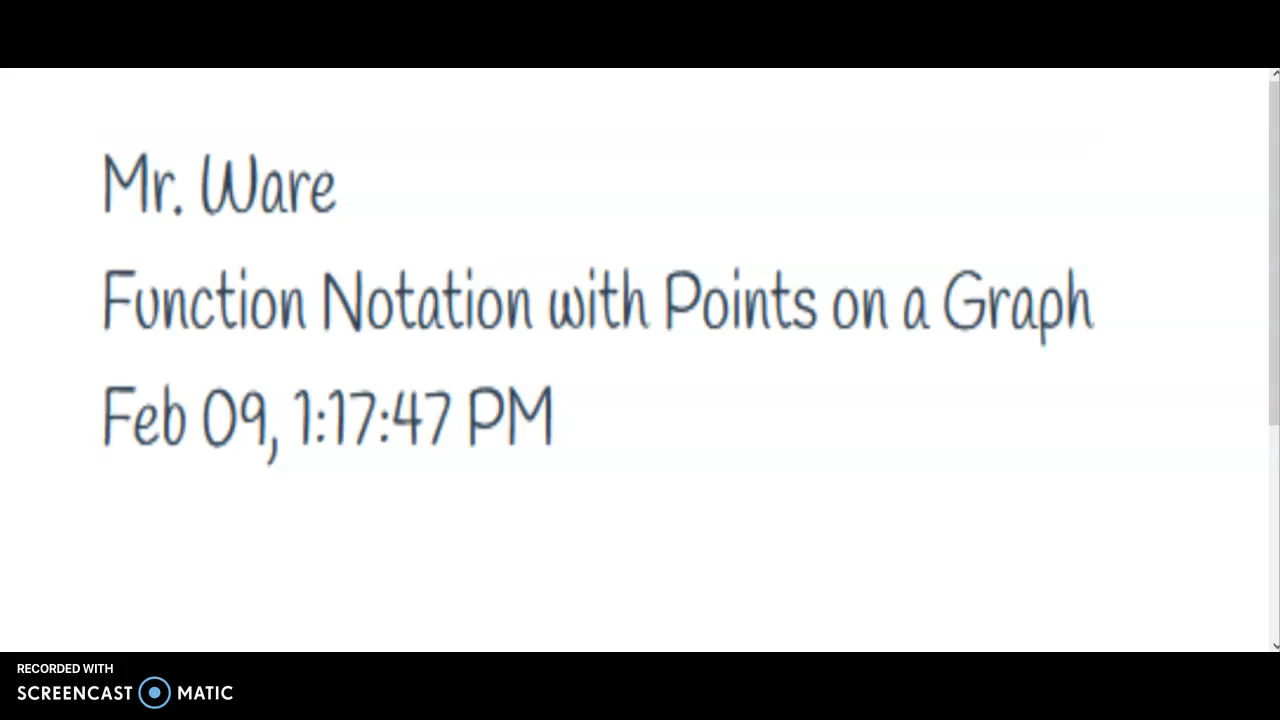 Mr. Ware
Function Notation with Points on a Graph
Feb 09, 1:17:47 PM
RECORDED WITH
SCREENCAST MATIC